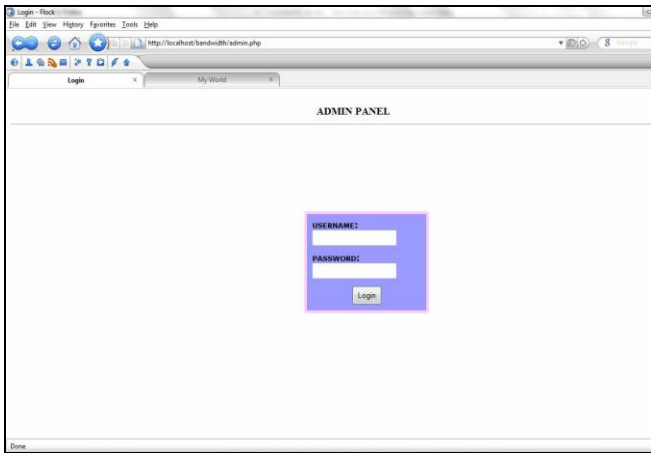 Login - Flock
File Edit View History Favorites Tools Help
http://localhost/bandwidth/admin.php
Login x My World x
ADMIN PANEL
USERNAME:
PASSWORD:
Login
Done